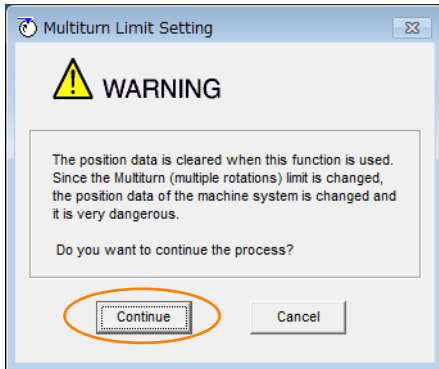 Multiturn Limit Setting
WARNING
The position data is cleared when this function is used.
Since the Multiturn (multiple rotations) limit is changed,
the position data of the machine system is changed and
it is very dangerous.
Do you want to continue the process?
Continue
Cancel